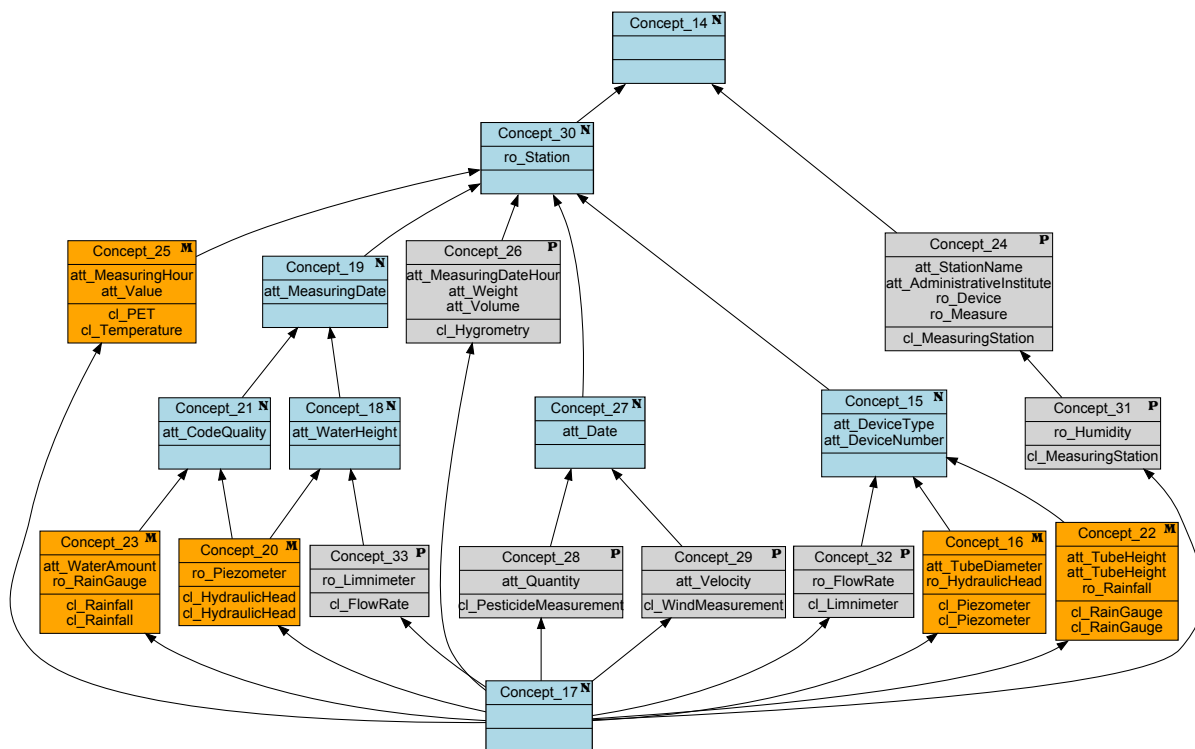 Concept_14 N
Concept_30 N
ro_Station
Concept_25 M
att_MeasuringHour
att_Value
cl_PET
cl_Temperature
Concept_19 N
att_MeasuringDate
Concept_26 P
att_MeasuringDateHour
att_Weight
att_Volume
cl_Hygrometry
Concept_24 P
att_StationName
att_AdministrativeInstitute
ro_Device
ro_Measure
cl_MeasuringStation
Concept_21 N
att_CodeQuality
Concept_18 N
att_WaterHeight
Concept_27 N
att_Date
Concept_15 N
att_DeviceType
att_DeviceNumber
Concept_31 P
ro_Humidity
cl_MeasuringStation
Concept_23 M
att_WaterAmount
ro_RainGauge
cl_Rainfall
cl_Rainfall
Concept_20 M
ro_Piezometer
cl_HydraulicHead
cl_HydraulicHead
Concept_33 P
ro_Limnimeter
cl_FlowRate
Concept_28 P
att_Quantity
cl_PesticideMeasurement
Concept_29 P
att_Velocity
cl_WindMeasurement
Concept_32 P
ro_FlowRate
cl_Limnimeter
Concept_16 M
att_TubeDiameter
ro_HydraulicHead
cl_Piezometer
cl_Piezometer
Concept_22 M
att_TubeHeight
att_TubeHeight
ro_Rainfall
cl_RainGauge
cl_RainGauge
Concept_17 N